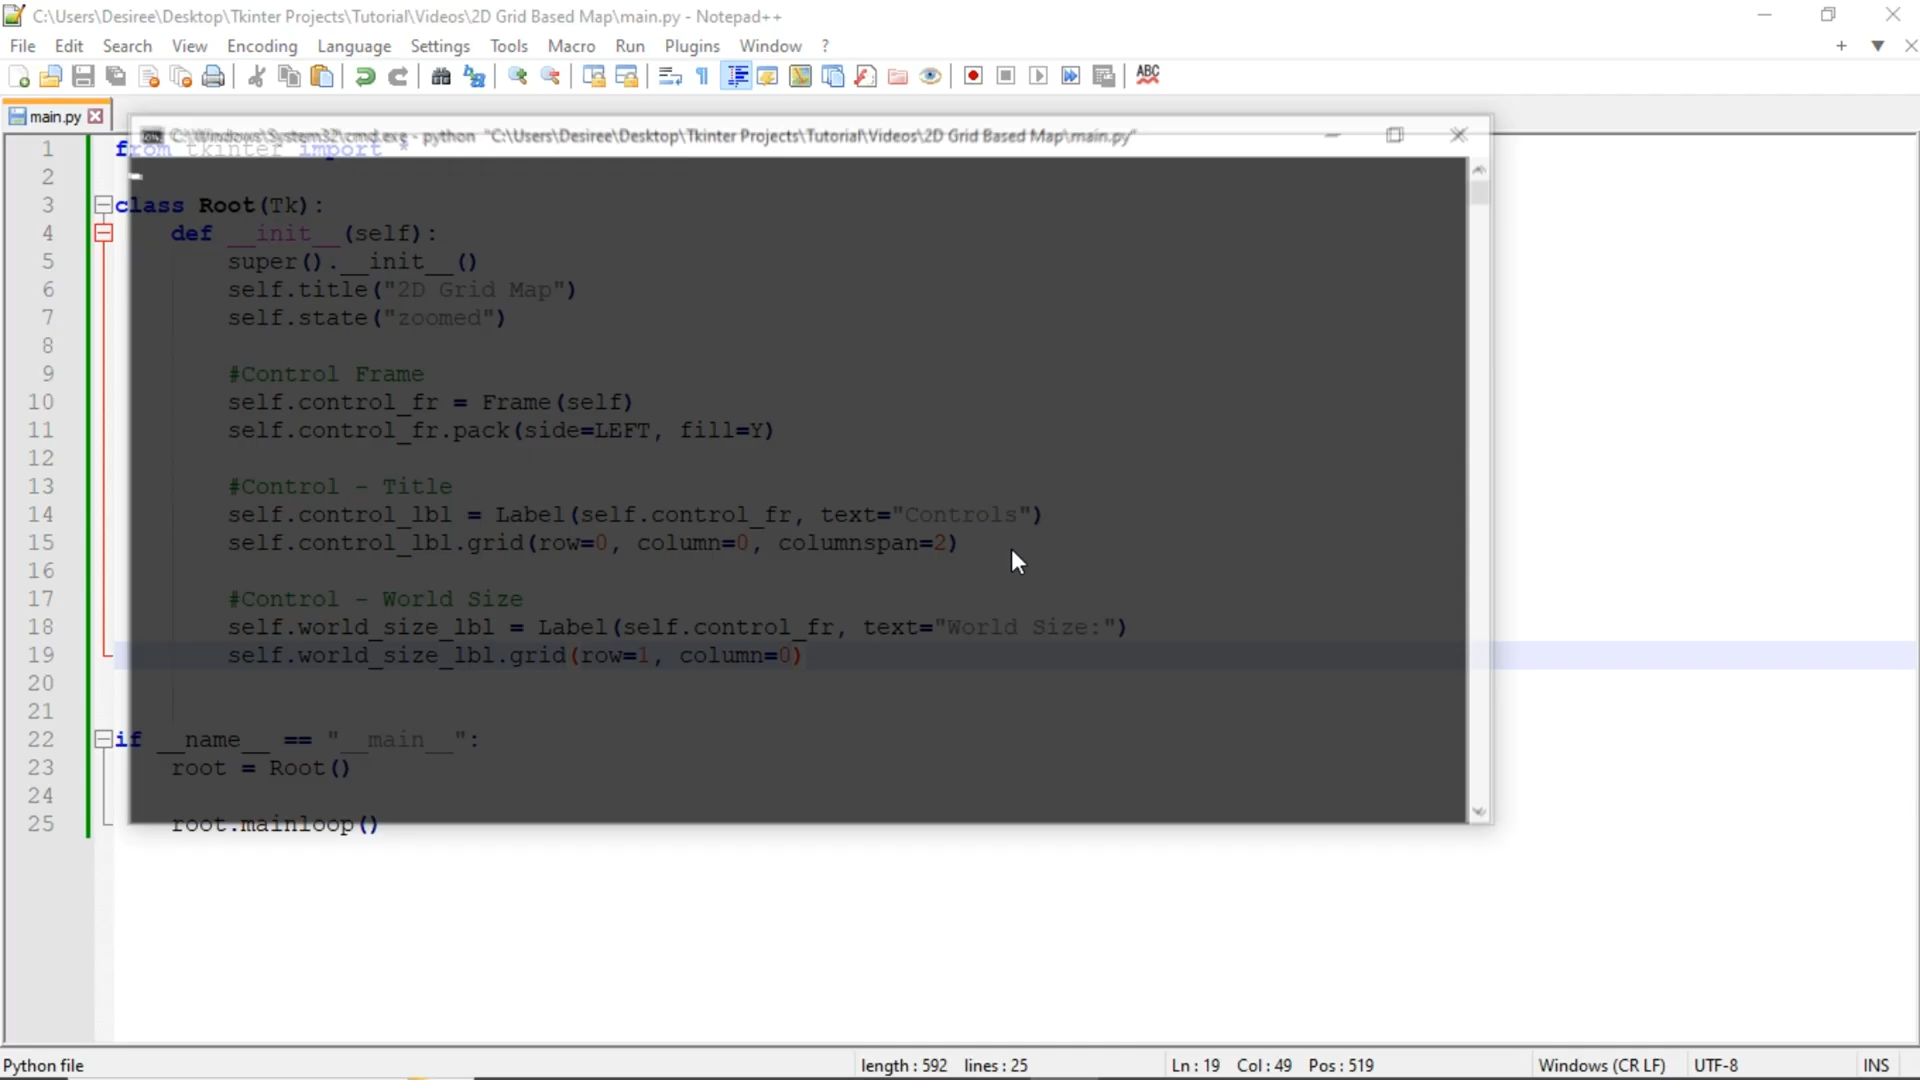 C:\Users\Desiree\Desktop\Tkinter Projects\Tutorial\Videos\2D Grid Based Map\main.py - Notepad++
File Edit Search View Encoding Language Settings Tools Macro Run Plugins Window ?
ABC
main.py
C:\Windows\System32\cmd.exe - python "C:\Users\Desiree\Desktop\Tkinter Projects\Tutorial\Videos\2D Grid Based Map\main.py"
1 from tkinter import *
2
3 class Root(Tk):
4 def __init__(self):
5 super().__init__()
6 self.title("2D Grid Map")
7 self.state("zoomed")
8
9 #Control Frame
10 self.control_fr = Frame(self)
11 self.control_fr.pack(side=LEFT, fill=Y)
12
13 #Control - Title
14 self.control_lbl = Label(self.control_fr, text="Controls")
15 self.control_lbl.grid(row=0, column=0, columnspan=2)
16
17 #Control - World Size
18 self.world_size_lbl = Label(self.control_fr, text="World Size:")
19 self.world_size_lbl.grid(row=1, column=0)
20
21
22 if __name__ == "__main__":
23 root = Root()
24
25 root.mainloop()
Python file length : 592 lines : 25 Ln : 19 Col : 49 Pos : 519 Windows (CR LF) UTF-8 INS